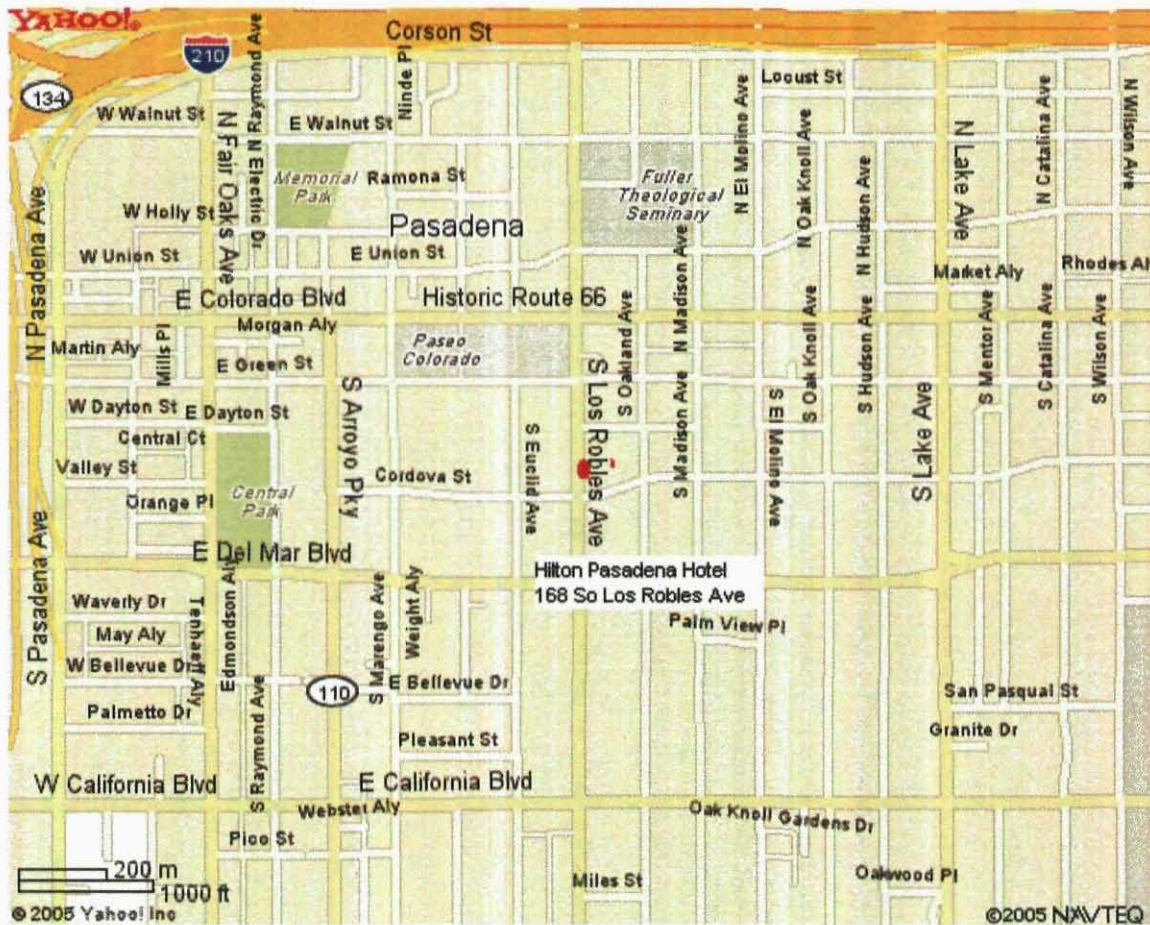 YAHOO!®
Corson St
210
134
Locust St
W Walnut St
E Walnut St
N Fair Oaks Ave
N Raymond Ave
N Electric Dr
Ninde Pl
N El Molino Ave
N Oak Knoll Ave
N Hudson Ave
N Lake Ave
N Catalina Ave
N Wilson Ave
Memorial
Park
Ramona St
Fuller
Theological
Seminary
N Pasadena Ave
W Holly St
Pasadena
W Union St
E Union St
N Madison Ave
Market Aly
Rhodes Aly
E Colorado Blvd
Historic Route 66
Morgan Aly
Martin Aly
Mills Pl
E Green St
Paseo
Colorado
S Los Robles Ave
S Oakland Ave
S Madison Ave
S El Molino Ave
S Oak Knoll Ave
S Hudson Ave
S Lake Ave
S Mentor Ave
S Catalina Ave
S Wilson Ave
W Dayton St
E Dayton St
S Arroyo Pky
S Euclid Ave
Central Ct
Valley St
Cordova St
Orange Pl
Central
Park
S Pasadena Ave
E Del Mar Blvd
Hilton Pasadena Hotel
168 So Los Robles Ave
Waverly Dr
May Aly
W Bellevue Dr
Tenhaeff Aly
Edmondson Aly
S Raymond Ave
S Marengo Ave
Weight Aly
Palm View Pl
110
E Bellevue Dr
San Pasqual St
Palmetto Dr
Granite Dr
Pleasant St
W California Blvd
E California Blvd
Webster Aly
Oak Knoll Gardens Dr
Pico St
200 m
1000 ft
Miles St
Oakwood Pl
© 2005 Yahoo! Inc
©2005 NAVTEQ